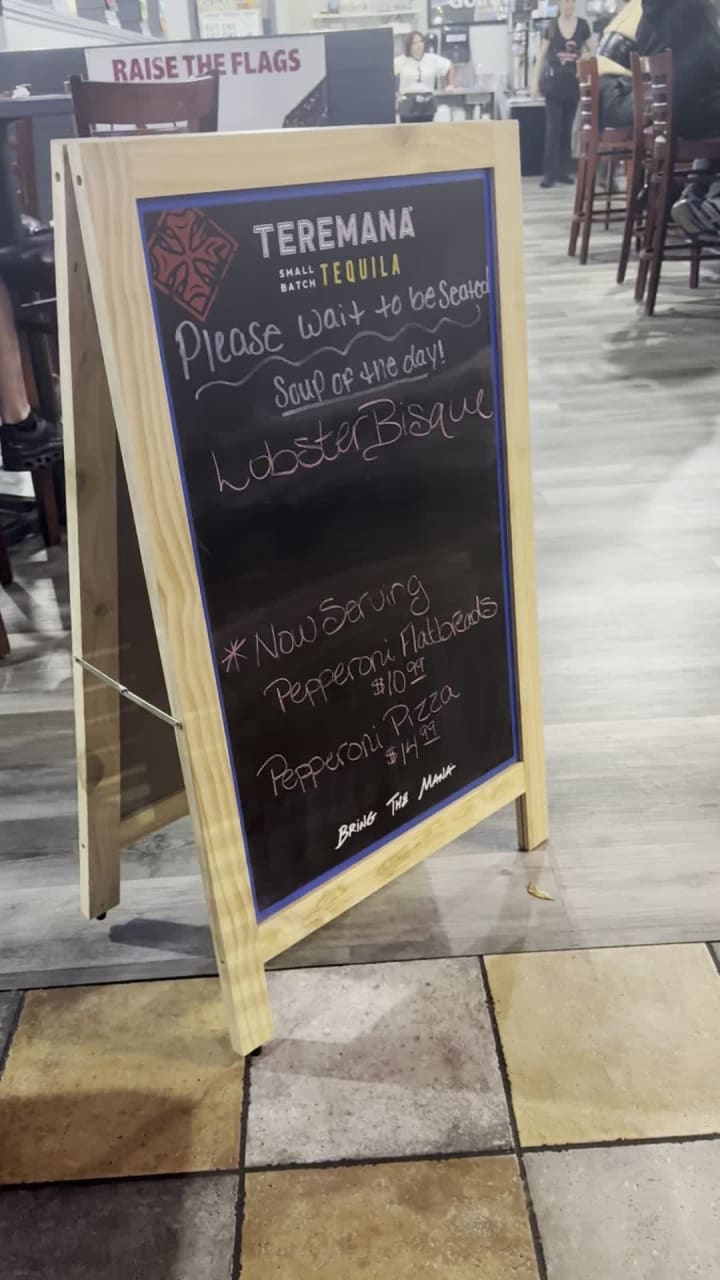 RAISE THE FLAGS
TEREMANA
SMALL BATCH TEQUILA
Please wait to be Seated
Soup of the day!
Lobster Bisque
*Now Serving
Pepperoni Flatbreads
$10.99
Pepperoni Pizza
$14.99
BRING THE MANA